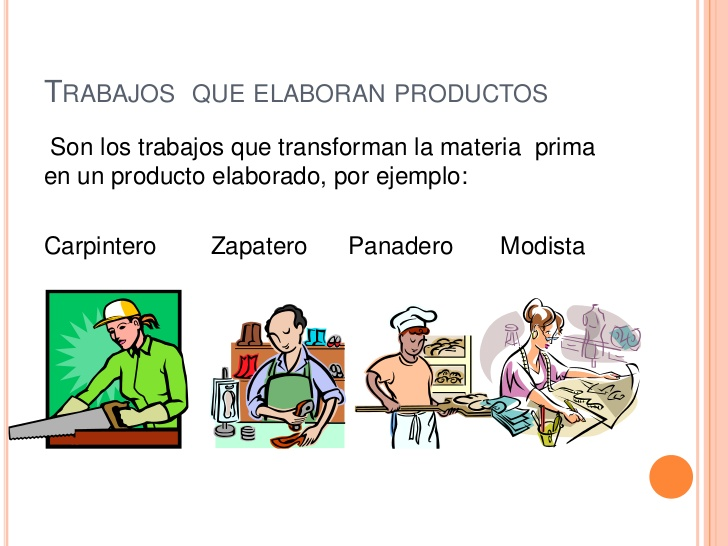 TRABAJOS QUE ELABORAN PRODUCTOS
Son los trabajos que transforman la materia prima
en un producto elaborado, por ejemplo:
Carpintero Zapatero Panadero Modista